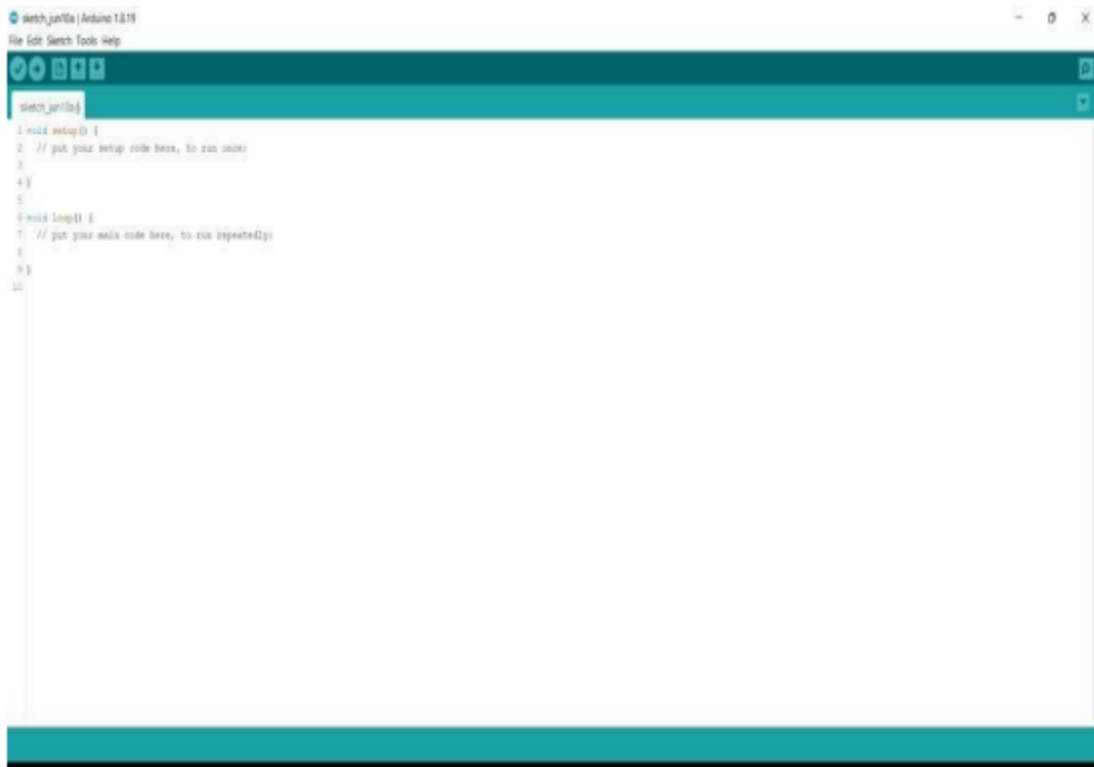 sketch_jun10a | Arduino 1.8.19
File Edit Sketch Tools Help
sketch_jun10a §
1 void setup() {
2 // put your setup code here, to run once:
3
4 }
5
6 void loop() {
7 // put your main code here, to run repeatedly:
8
9 }
10